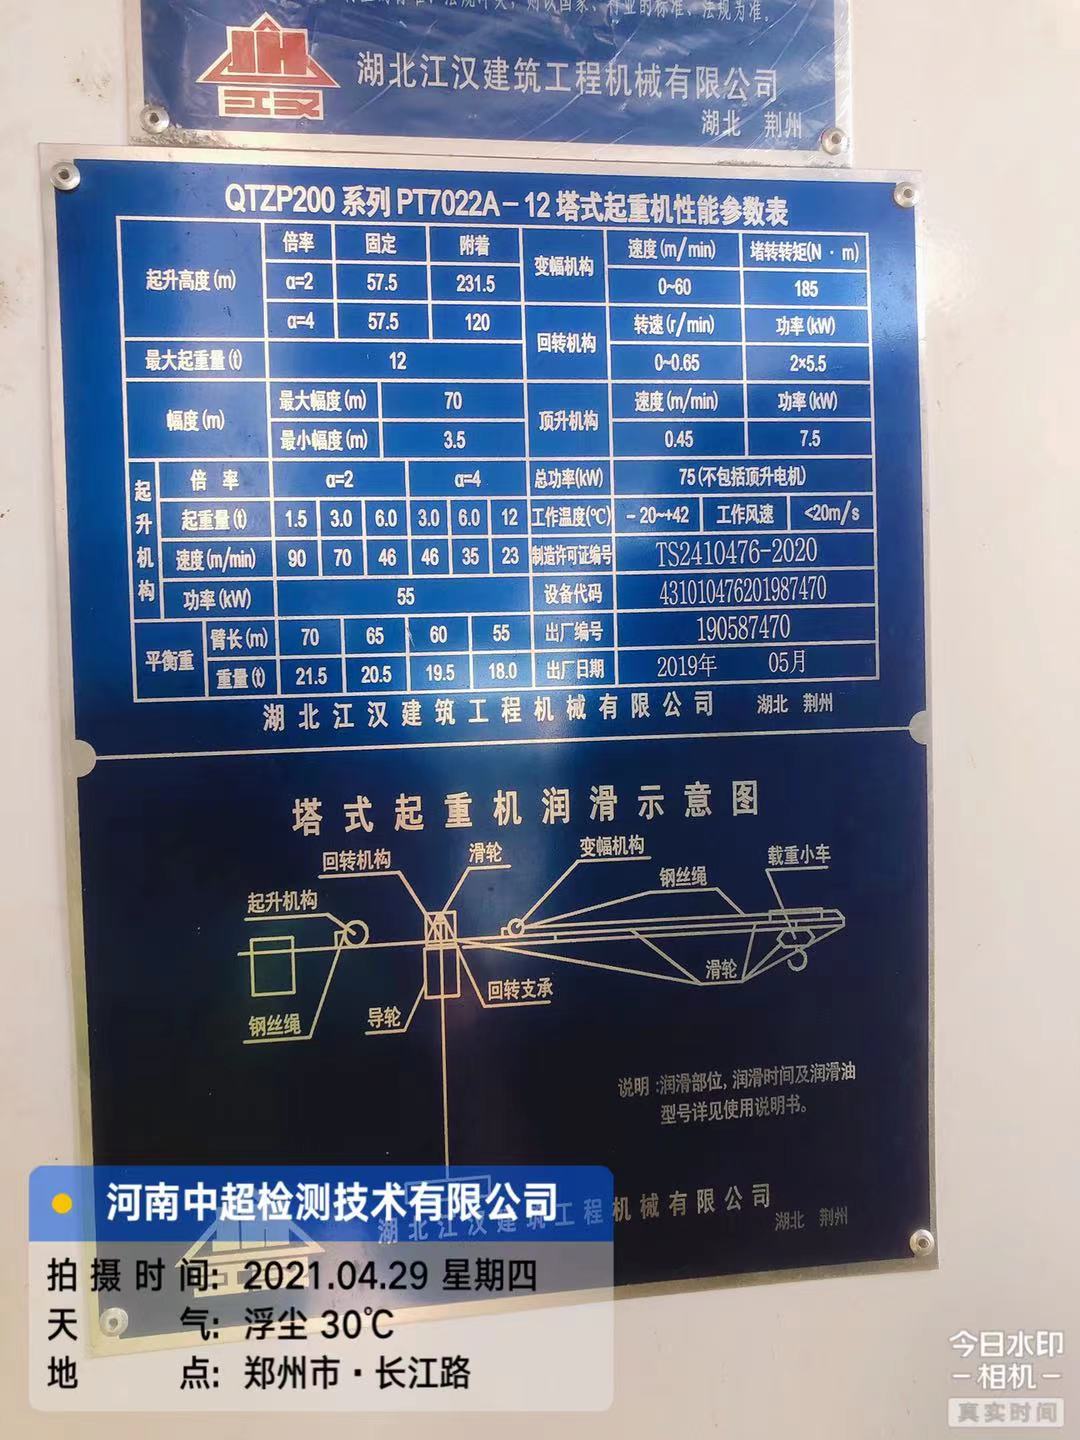 湖北江汉建筑工程机械有限公司
江汉
湖北 荆州
QTZP200 系列 PT7022A-12 塔式起重机性能参数表
起升高度(m) 倍率 固定 附着 变幅机构 速度(m/min) 堵转转矩(N·m)
α=2 57.5 231.5 0~60 185
α=4 57.5 120 回转机构 转速(r/min) 功率(kW)
最大起重量(t) 12 0~0.65 2×5.5
幅度(m) 最大幅度(m) 70 顶升机构 速度(m/min) 功率(kW)
最小幅度(m) 3.5 0.45 7.5
起升机构 倍率 α=2 α=4 总功率(kW) 75(不包括顶升电机)
起重量(t) 1.5 3.0 6.0 3.0 6.0 12 工作温度(℃) -20~+42 工作风速 <20m/s
速度(m/min) 90 70 46 46 35 23 制造许可证编号 TS2410476-2020
功率(kW) 55 设备代码 431010476201987470
平衡重 臂长(m) 70 65 60 55 出厂编号 190587470
重量(t) 21.5 20.5 19.5 18.0 出厂日期 2019年 05月
湖北江汉建筑工程机械有限公司 湖北 荆州
塔式起重机润滑示意图
回转机构 滑轮 变幅机构 载重小车
起升机构 钢丝绳
滑轮
回转支承
钢丝绳 导轮
说明:润滑部位,润滑时间及润滑油
型号详见使用说明书。
湖北江汉建筑工程机械有限公司
湖北 荆州
河南中超检测技术有限公司
拍摄时间: 2021.04.29 星期四
天 气: 浮尘 30℃
地 点: 郑州市·长江路
今日水印
相机
真实时间